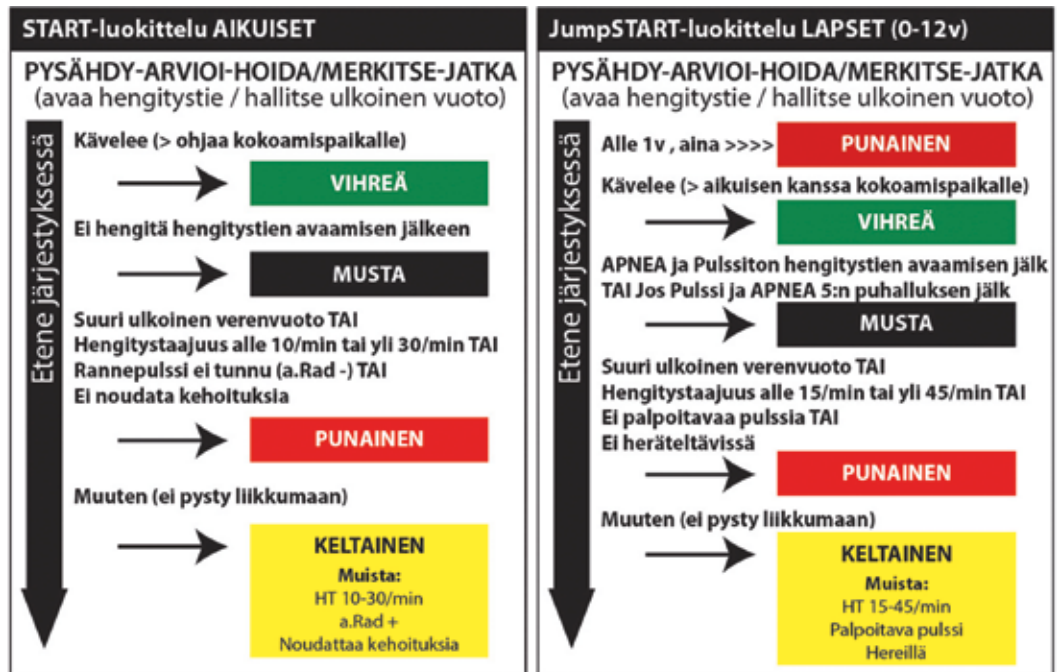 START-luokittelu AIKUISET
PYSÄHDY-ARVIOI-HOIDA/MERKITSE-JATKA
(avaa hengitystie / hallitse ulkoinen vuoto)
Etene järjestyksessä
Kävelee (> ohjaa kokoamispaikalle)
VIHREÄ
Ei hengitä hengitystien avaamisen jälkeen
MUSTA
Suuri ulkoinen verenvuoto TAI
Hengitystaajuus alle 10/min tai yli 30/min TAI
Rannepulssi ei tunnu (a.Rad -) TAI
Ei noudata kehoituksia
PUNAINEN
Muuten (ei pysty liikkumaan)
KELTAINEN
Muista:
HT 10-30/min
a.Rad +
Noudattaa kehoituksia
JumpSTART-luokittelu LAPSET (0-12v)
PYSÄHDY-ARVIOI-HOIDA/MERKITSE-JATKA
(avaa hengitystie / hallitse ulkoinen vuoto)
Etene järjestyksessä
Alle 1v , aina >>>> PUNAINEN
Kävelee (> aikuisen kanssa kokoamispaikalle)
VIHREÄ
APNEA ja Pulssiton hengitystien avaamisen jälk
TAI Jos Pulssi ja APNEA 5:n puhalluksen jälk
MUSTA
Suuri ulkoinen verenvuoto TAI
Hengitystaajuus alle 15/min tai yli 45/min TAI
Ei palpoitavaa pulssia TAI
Ei heräteltävissä
PUNAINEN
Muuten (ei pysty liikkumaan)
KELTAINEN
Muista:
HT 15-45/min
Palpoitava pulssi
Hereillä